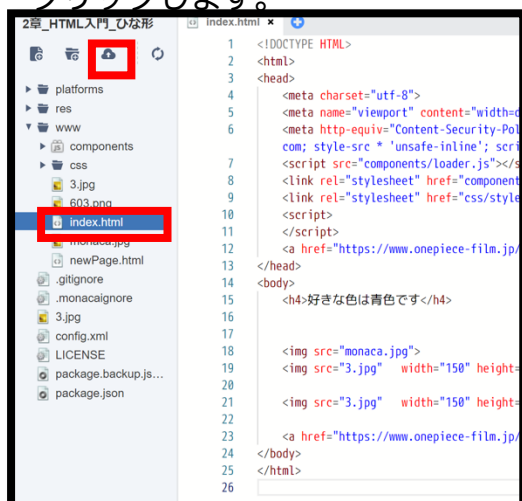 クリックします。
2章_HTML入門_ひな形
index.html ×
platforms
res
www
components
css
3.jpg
603.png
index.html
monaca.jpg
newPage.html
.gitignore
.monacaignore
3.jpg
config.xml
LICENSE
package.backup.js...
package.json
1 <!DOCTYPE HTML>
2 <html>
3 <head>
4 <meta charset="utf-8">
5 <meta name="viewport" content="width=d
6 <meta http-equiv="Content-Security-Pol
com; style-src * 'unsafe-inline'; scri
7 <script src="components/loader.js"></s
8 <link rel="stylesheet" href="component
9 <link rel="stylesheet" href="css/style
10 <script>
11 </script>
12 <a href="https://www.onepiece-film.jp/
13 </head>
14 <body>
15 <h4>好きな色は青色です</h4>
16
17
18 <img src="monaca.jpg">
19 <img src="3.jpg" width="150" height=
20
21 <img src="3.jpg" width="150" height=
22
23 <a href="https://www.onepiece-film.jp/
24 </body>
25 </html>
26